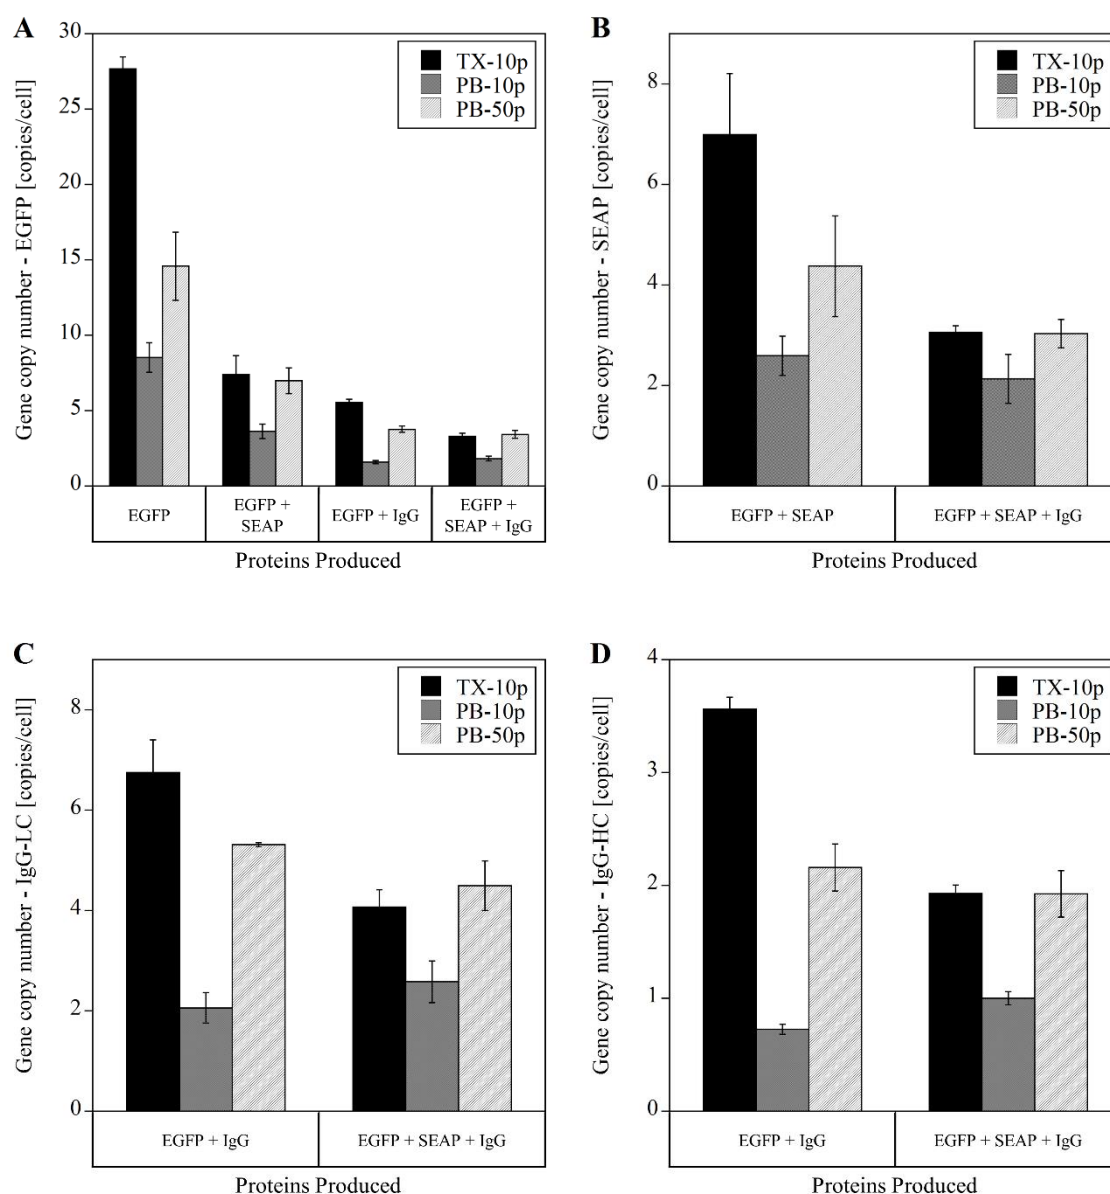 A
Gene copy number - EGFP [copies/cell]
30
25
20
15
10
5
0
TX-10p
PB-10p
PB-50p
EGFP
EGFP +
SEAP
EGFP + IgG
EGFP +
SEAP + IgG
Proteins Produced
B
Gene copy number - SEAP [copies/cell]
8
6
4
2
0
TX-10p
PB-10p
PB-50p
EGFP + SEAP
EGFP + SEAP + IgG
Proteins Produced
C
Gene copy number - IgG-LC [copies/cell]
8
6
4
2
0
TX-10p
PB-10p
PB-50p
EGFP + IgG
EGFP + SEAP + IgG
Proteins Produced
D
Gene copy number - IgG-HC [copies/cell]
4
3
2
1
0
TX-10p
PB-10p
PB-50p
EGFP + IgG
EGFP + SEAP + IgG
Proteins Produced